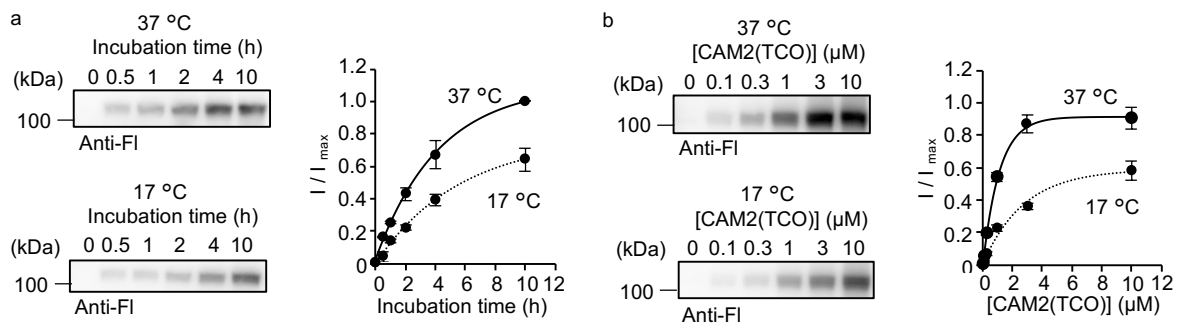 a
37 °C
Incubation time (h)
(kDa) 0 0.5 1 2 4 10
100
Anti-Fl
17 °C
Incubation time (h)
(kDa) 0 0.5 1 2 4 10
100
Anti-Fl
I / I max
1.2
1.0
0.8
0.6
0.4
0.2
0
37 °C
17 °C
0 2 4 6 8 10 12
Incubation time (h)
b
37 °C
[CAM2(TCO)] (μM)
(kDa) 0 0.1 0.3 1 3 10
100
Anti-Fl
17 °C
[CAM2(TCO)] (μM)
(kDa) 0 0.1 0.3 1 3 10
100
Anti-Fl
I / I max
1.2
1.0
0.8
0.6
0.4
0.2
0
37 °C
17 °C
0 2 4 6 8 10 12
[CAM2(TCO)] (μM)